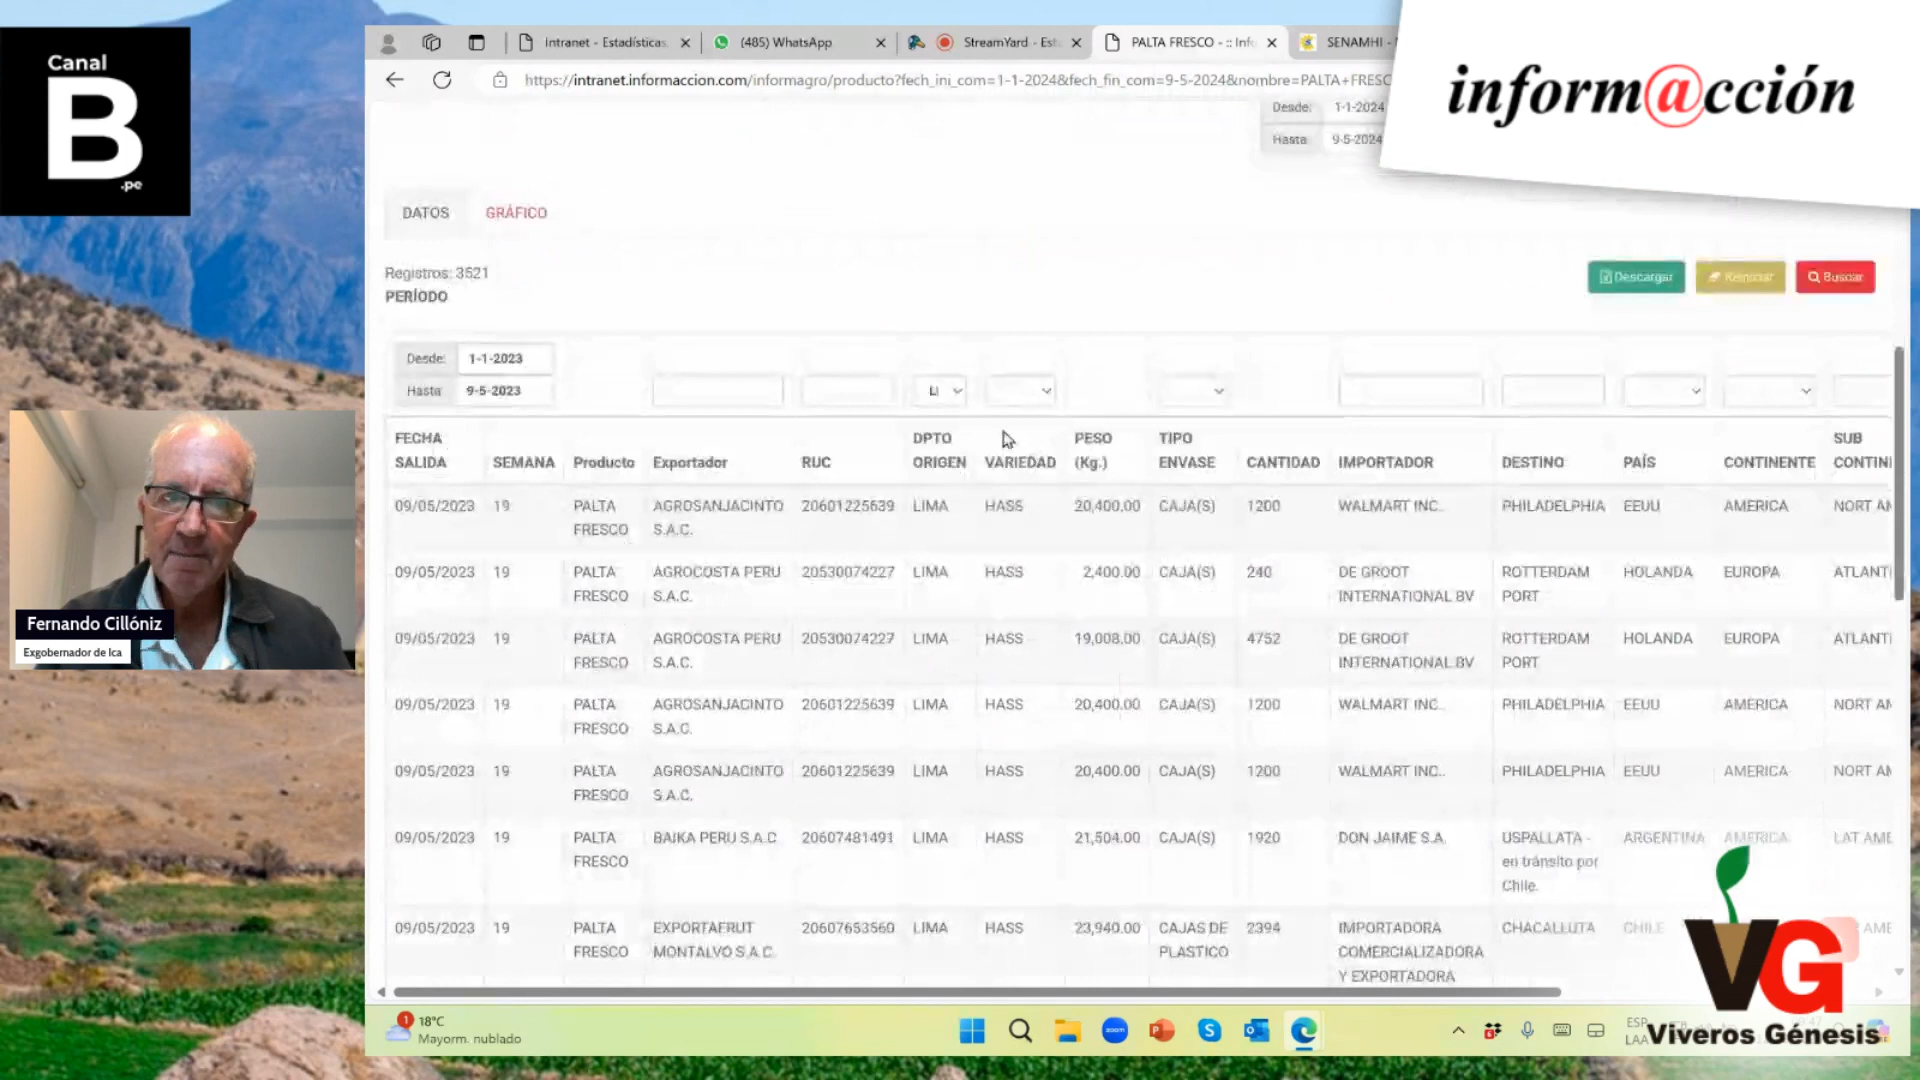 Canal
B
.pe
Intranet - Estadísticas
(485) WhatsApp
StreamYard - Est
PALTA FRESCO - :: Info
SENAMHI -
https://intranet.informaccion.com/informagro/producto?fech_ini_com=1-1-2024&fech_fin_com=9-5-2024&nombre=PALTA+FRESC
inform@cción
Desde: 1-1-2024
Hasta 9-5-2024
DATOS GRÁFICO
Registros: 3521
PERÍODO
Descargar Reiniciar Buscar
Desde: 1-1-2023
Hasta 9-5-2023
LI
FECHA SALIDA SEMANA Producto Exportador RUC DPTO ORIGEN VARIEDAD PESO (Kg.) TIPO ENVASE CANTIDAD IMPORTADOR DESTINO PAÍS CONTINENTE SUB CONTINI
09/05/2023 19 PALTA FRESCO AGROSANJACINTO S.A.C. 20601225639 LIMA HASS 20,400.00 CAJA(S) 1200 WALMART INC.. PHILADELPHIA EEUU AMERICA NORT AM
09/05/2023 19 PALTA FRESCO AGROCOSTA PERU S.A.C. 20530074227 LIMA HASS 2,400.00 CAJA(S) 240 DE GROOT INTERNATIONAL BV ROTTERDAM PORT HOLANDA EUROPA ATLANTI
09/05/2023 19 PALTA FRESCO AGROCOSTA PERU S.A.C. 20530074227 LIMA HASS 19,008.00 CAJA(S) 4752 DE GROOT INTERNATIONAL BV ROTTERDAM PORT HOLANDA EUROPA ATLANTI
09/05/2023 19 PALTA FRESCO AGROSANJACINTO S.A.C. 20601225639 LIMA HASS 20,400.00 CAJA(S) 1200 WALMART INC.. PHILADELPHIA EEUU AMERICA NORT AM
09/05/2023 19 PALTA FRESCO AGROSANJACINTO S.A.C. 20601225639 LIMA HASS 20,400.00 CAJA(S) 1200 WALMART INC.. PHILADELPHIA EEUU AMERICA NORT AM
09/05/2023 19 PALTA FRESCO BAIKA PERU S.A.C 20607481491 LIMA HASS 21,504.00 CAJA(S) 1920 DON JAIME S.A. USPALLATA - en tránsito por Chile. ARGENTINA AMERICA LAT AME
09/05/2023 19 PALTA FRESCO EXPORTAFRUT MONTALVO S.A.C. 20607653560 LIMA HASS 23,940.00 CAJAS DE PLASTICO 2394 IMPORTADORA COMERCIALIZADORA Y EXPORTADORA CHACALLUTA CHILE AME
Fernando Cillóniz
Exgobernador de Ica
VG
Viveros Génesis
1
18°C
Mayorm. nublado
zoom
ESP
LAA